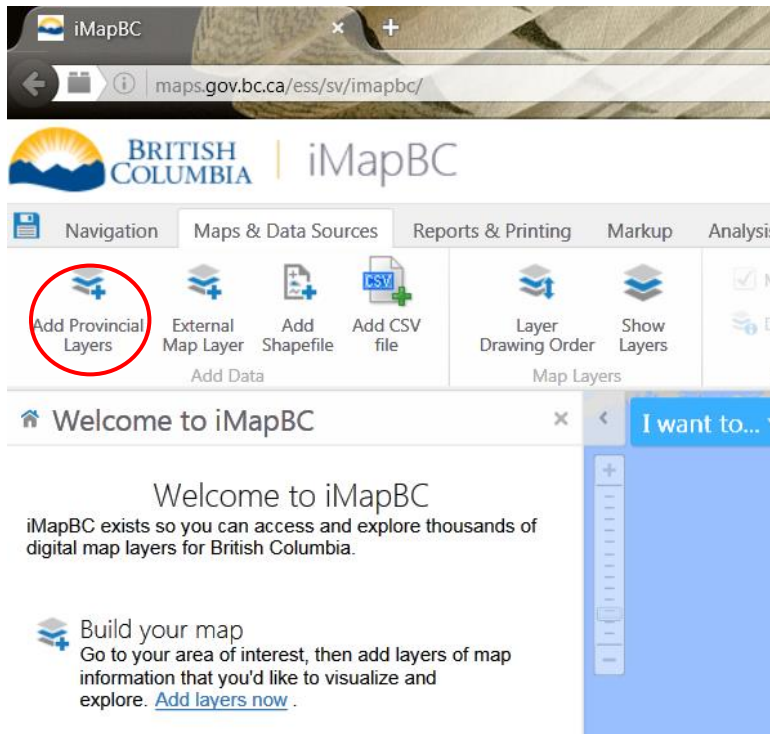 iMapBC
maps.gov.bc.ca/ess/sv/imapbc/
BRITISH
COLUMBIA
iMapBC
Navigation Maps & Data Sources Reports & Printing Markup
Add Provincial Layers
External Map Layer
Add Shapefile
Add CSV file
CSV
Layer Drawing Order
Show Layers
Add Data
Map Layers
Welcome to iMapBC
I want to...
Welcome to iMapBC
iMapBC exists so you can access and explore thousands of
digital map layers for British Columbia.
Build your map
Go to your area of interest, then add layers of map
information that you'd like to visualize and
explore. Add layers now .